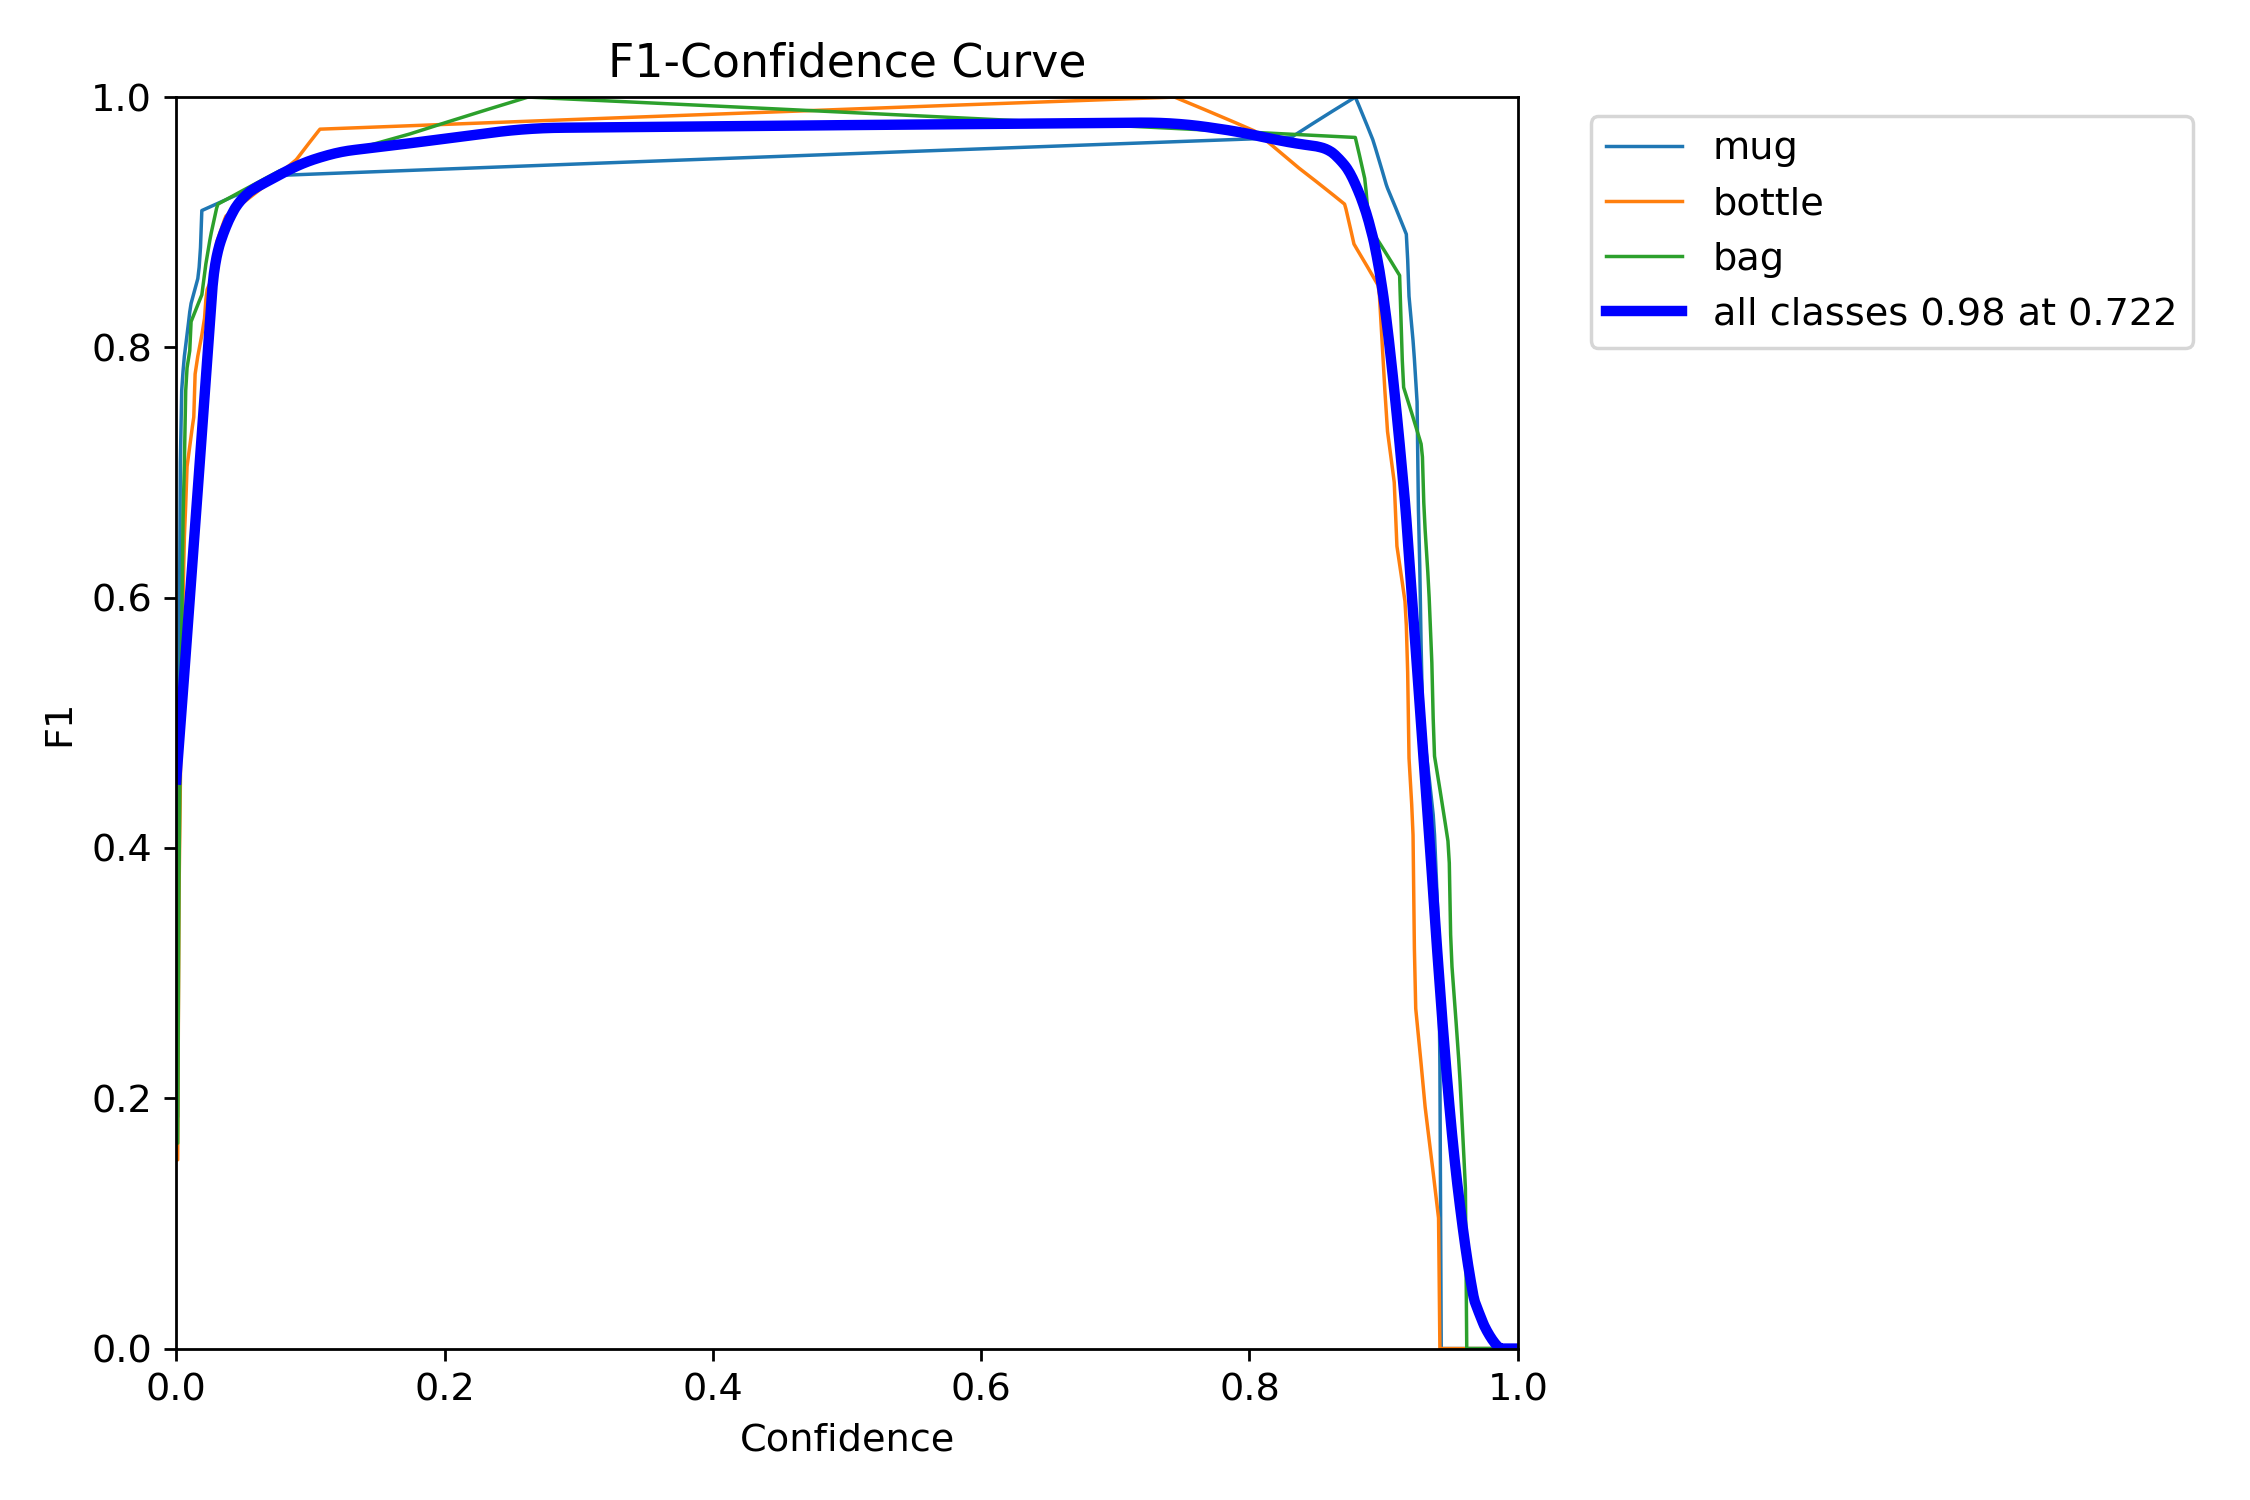 F1-Confidence Curve
1.0
0.8
0.6
0.4
0.2
0.0
F1
0.0 0.2 0.4 0.6 0.8 1.0
Confidence
mug
bottle
bag
all classes 0.98 at 0.722